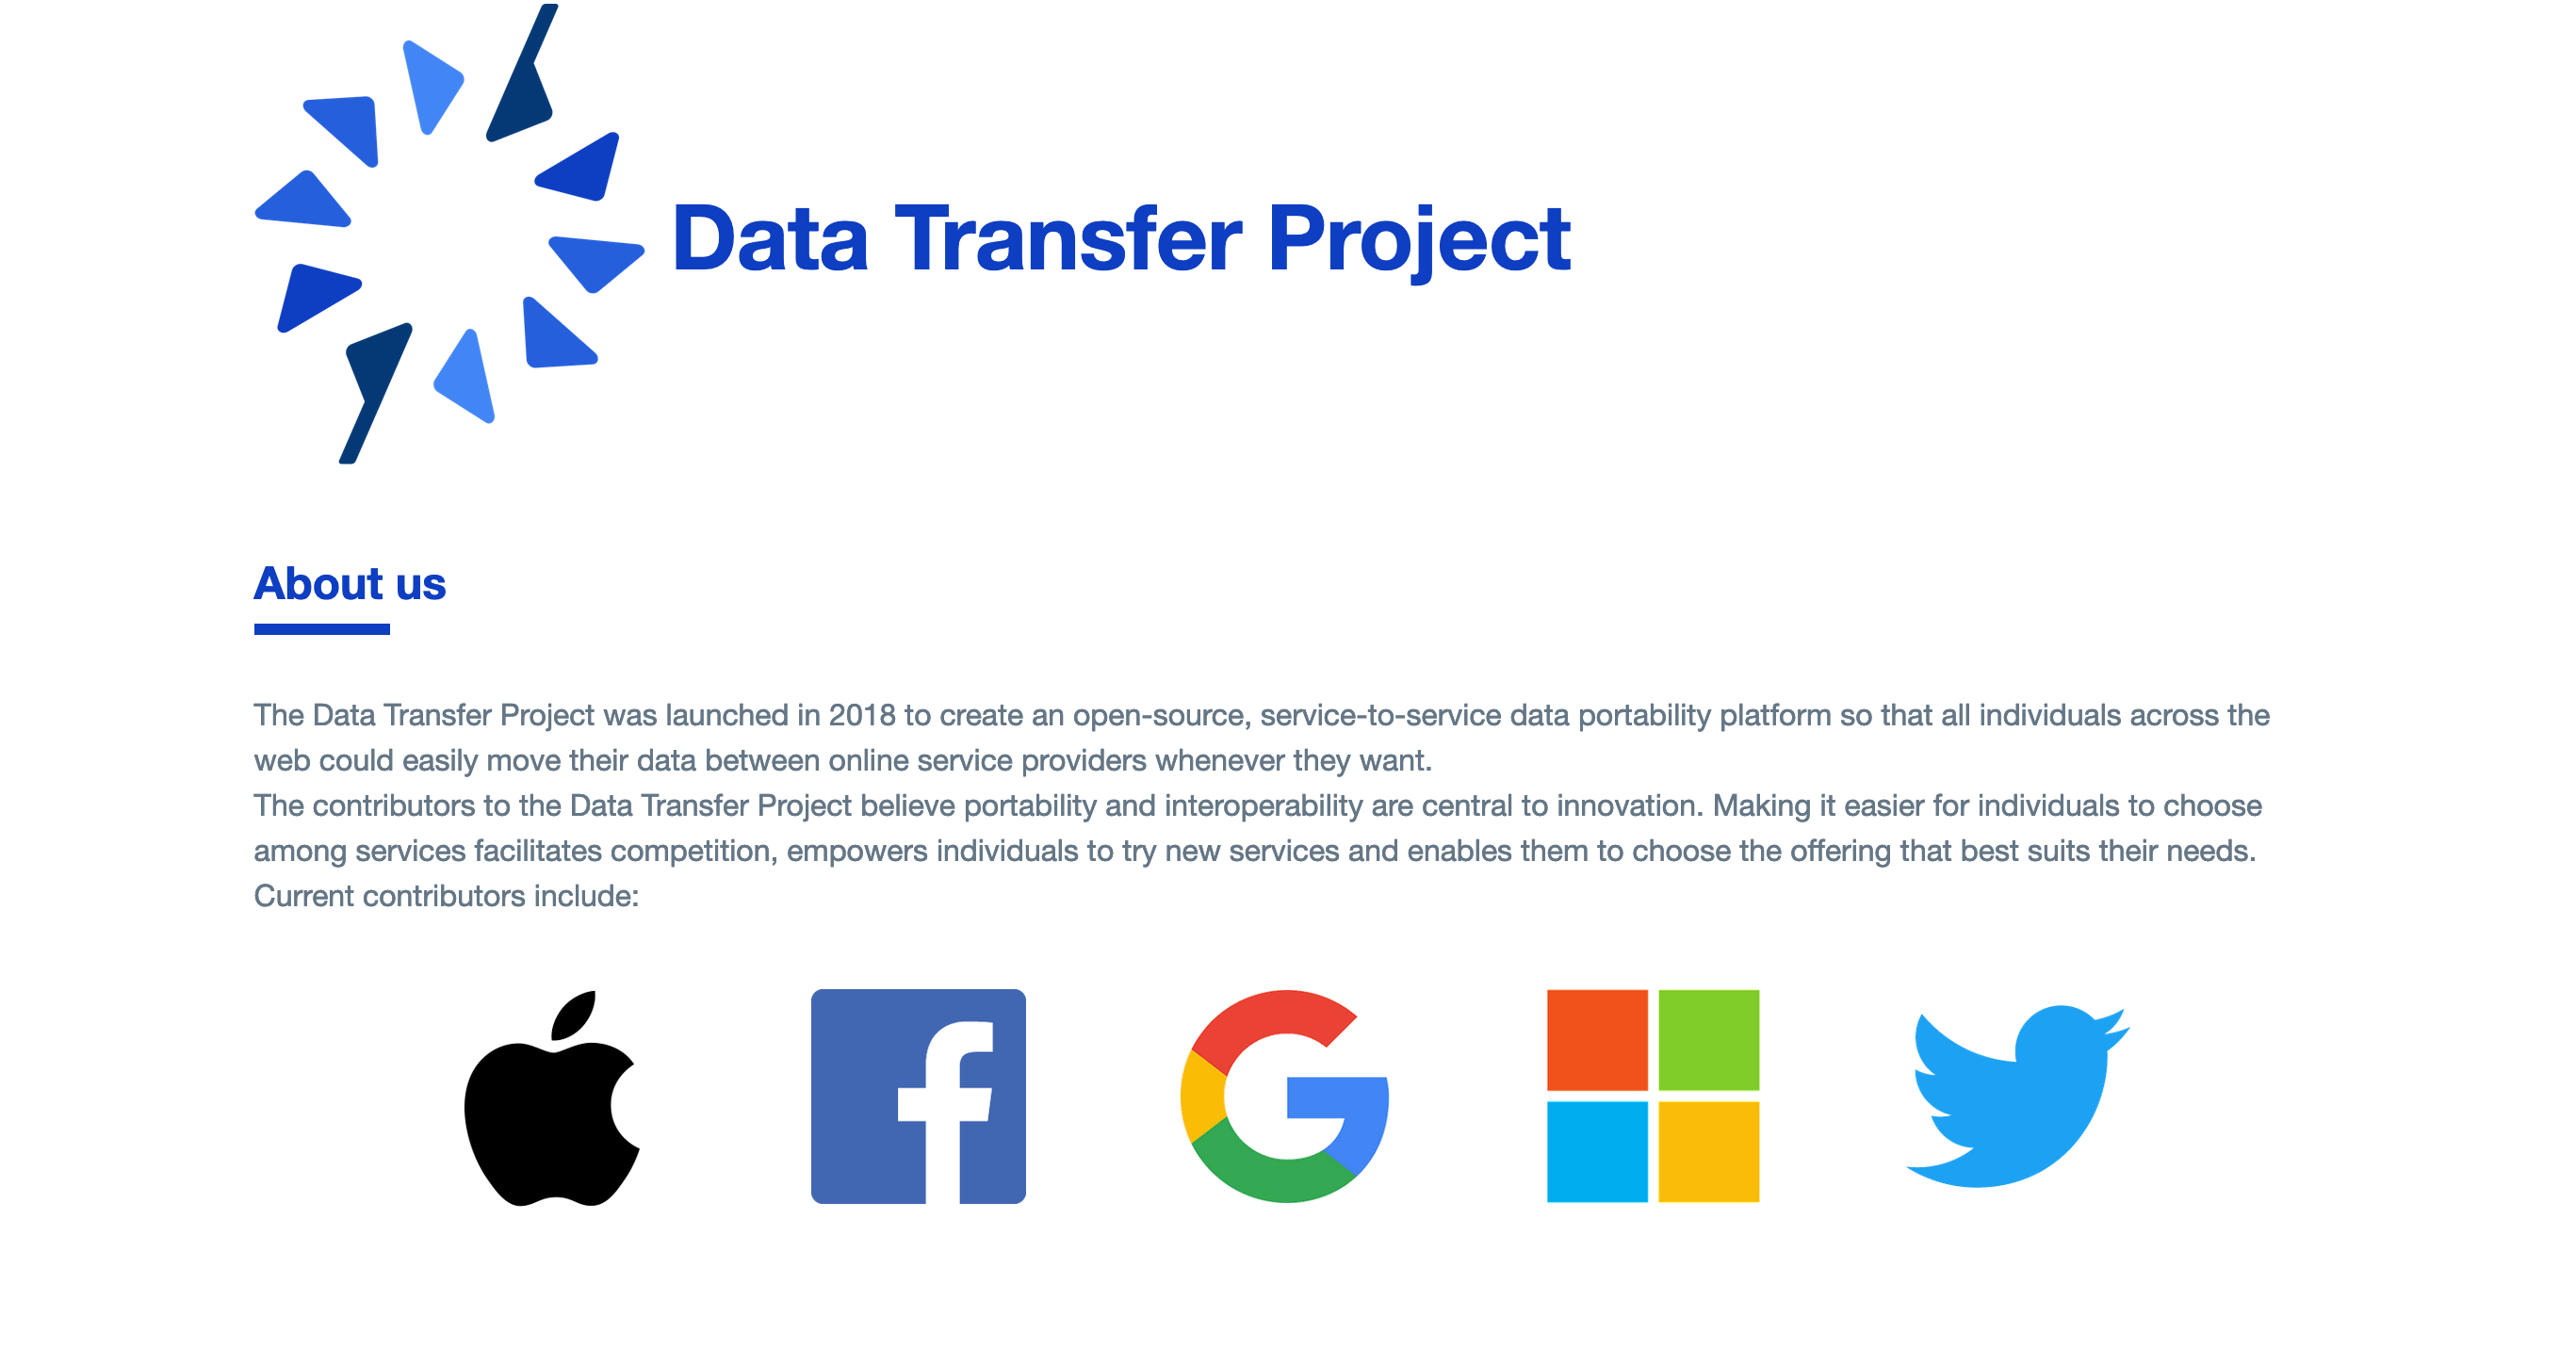 Data Transfer Project
About us
The Data Transfer Project was launched in 2018 to create an open-source, service-to-service data portability platform so that all individuals across the
web could easily move their data between online service providers whenever they want.
The contributors to the Data Transfer Project believe portability and interoperability are central to innovation. Making it easier for individuals to choose
among services facilitates competition, empowers individuals to try new services and enables them to choose the offering that best suits their needs.
Current contributors include: